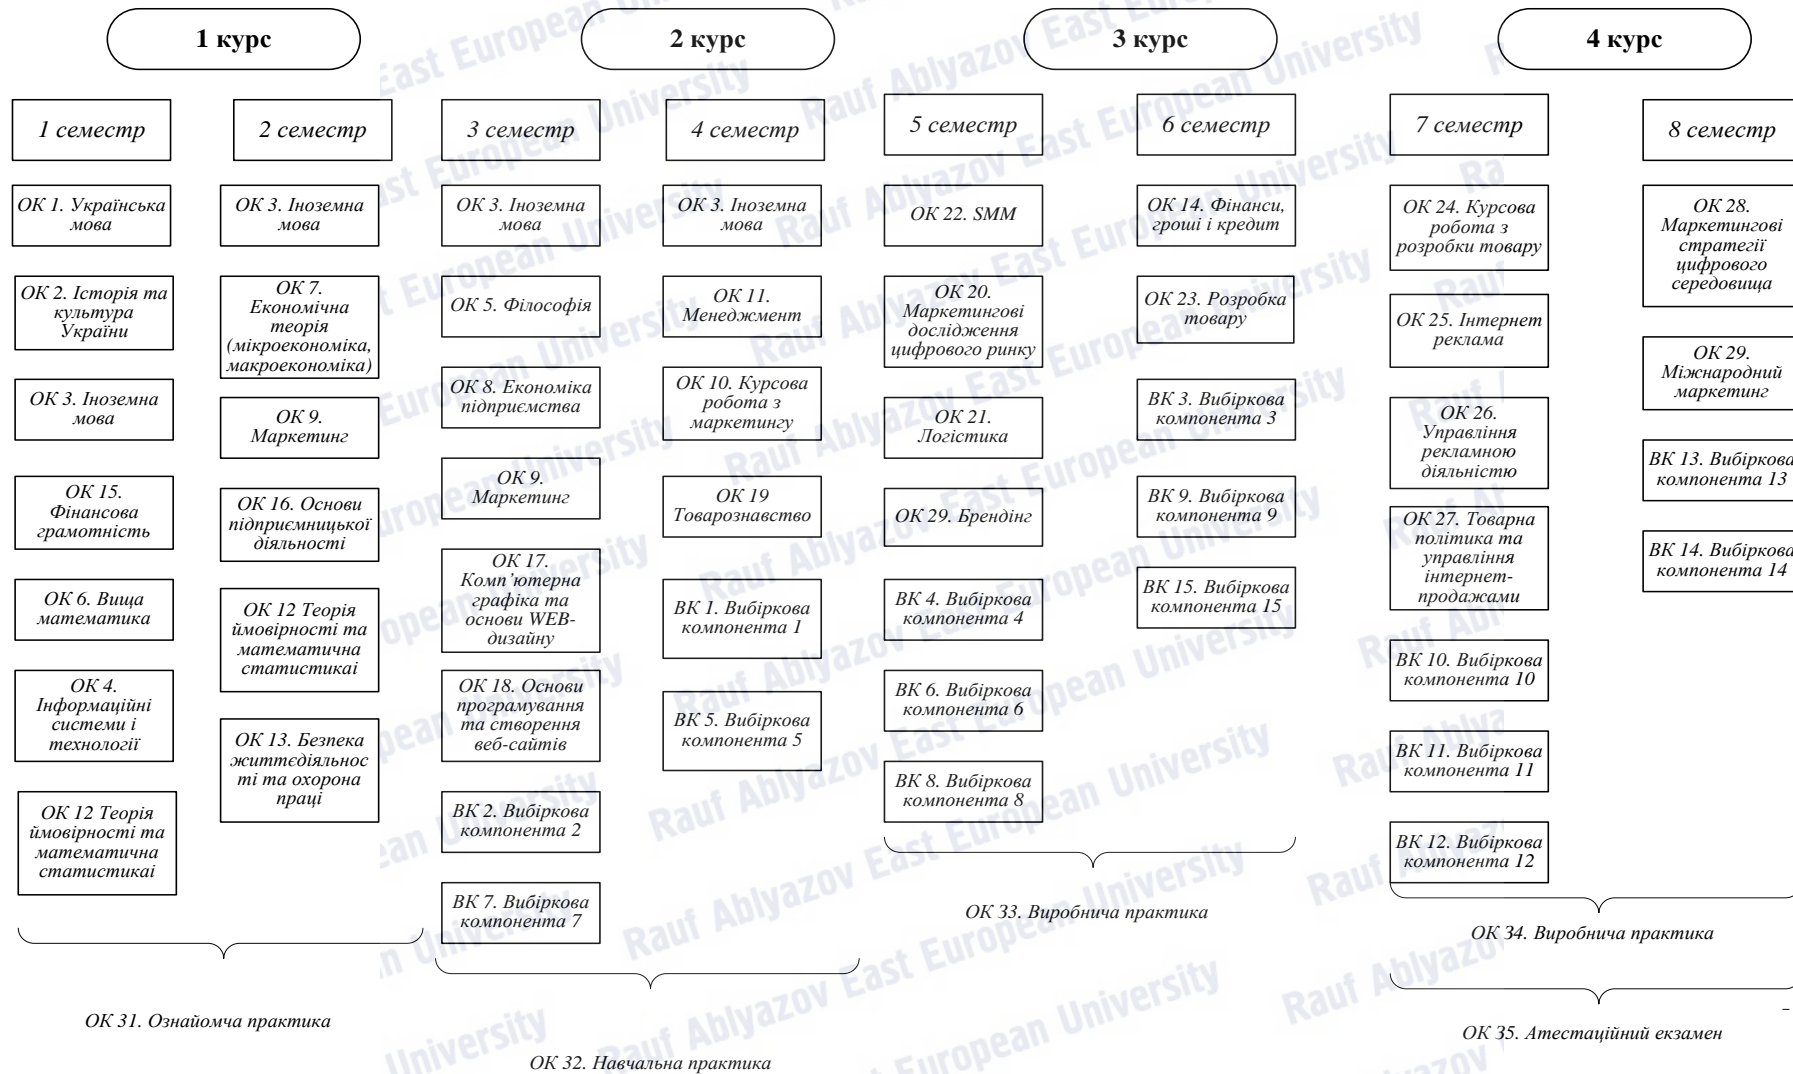 1 курс
2 курс
3 курс
4 курс
1 семестр
2 семестр
3 семестр
4 семестр
5 семестр
6 семестр
7 семестр
8 семестр
ОК 1. Українська
мова
ОК 2. Історія та
культура
України
ОК 3. Іноземна
мова
ОК 15.
Фінансова
грамотність
ОК 6. Вища
математика
ОК 4.
Інформаційні
системи і
технології
ОК 12 Теорія
ймовірності та
математична
статистикаі
ОК 3. Іноземна
мова
ОК 7.
Економічна
теорія
(мікроекономіка,
макроекономіка)
ОК 9.
Маркетинг
ОК 16. Основи
підприємницької
діяльності
ОК 12 Теорія
ймовірності та
математична
статистикаі
ОК 13. Безпека
життєдіяльнос
ті та охорона
праці
ОК 31. Ознайомча практика
ОК 3. Іноземна
мова
ОК 5. Філософія
ОК 8. Економіка
підприємства
ОК 9.
Маркетинг
ОК 17.
Комп’ютерна
графіка та
основи WEB-
дизайну
ОК 18. Основи
програмування
та створення
веб-сайтів
ВК 2. Вибіркова
компонента 2
ВК 7. Вибіркова
компонента 7
ОК 3. Іноземна
мова
ОК 11.
Менеджмент
ОК 10. Курсова
робота з
маркетингу
ОК 19
Товарознавство
ВК 1. Вибіркова
компонента 1
ВК 5. Вибіркова
компонента 5
ОК 32. Навчальна практика
ОК 22. SMM
ОК 20.
Маркетингові
дослідження
цифрового ринку
ОК 21.
Логістика
ОК 29. Брендінг
ВК 4. Вибіркова
компонента 4
ВК 6. Вибіркова
компонента 6
ВК 8. Вибіркова
компонента 8
ОК 14. Фінанси,
гроші і кредит
ОК 23. Розробка
товару
ВК 3. Вибіркова
компонента 3
ВК 9. Вибіркова
компонента 9
ВК 15. Вибіркова
компонента 15
ОК 33. Виробнича практика
ОК 24. Курсова
робота з
розробки товару
ОК 25. Інтернет
реклама
ОК 26.
Управління
рекламною
діяльністю
ОК 27. Товарна
політика та
управління
інтернет-
продажами
ВК 10. Вибіркова
компонента 10
ВК 11. Вибіркова
компонента 11
ВК 12. Вибіркова
компонента 12
ОК 28.
Маркетингові
стратегії
цифрового
середовища
ОК 29.
Міжнародний
маркетинг
ВК 13. Вибіркова
компонента 13
ВК 14. Вибіркова
компонента 14
ОК 34. Виробнича практика
ОК 35. Атестаційний екзамен
Rauf Ablyazov East European University